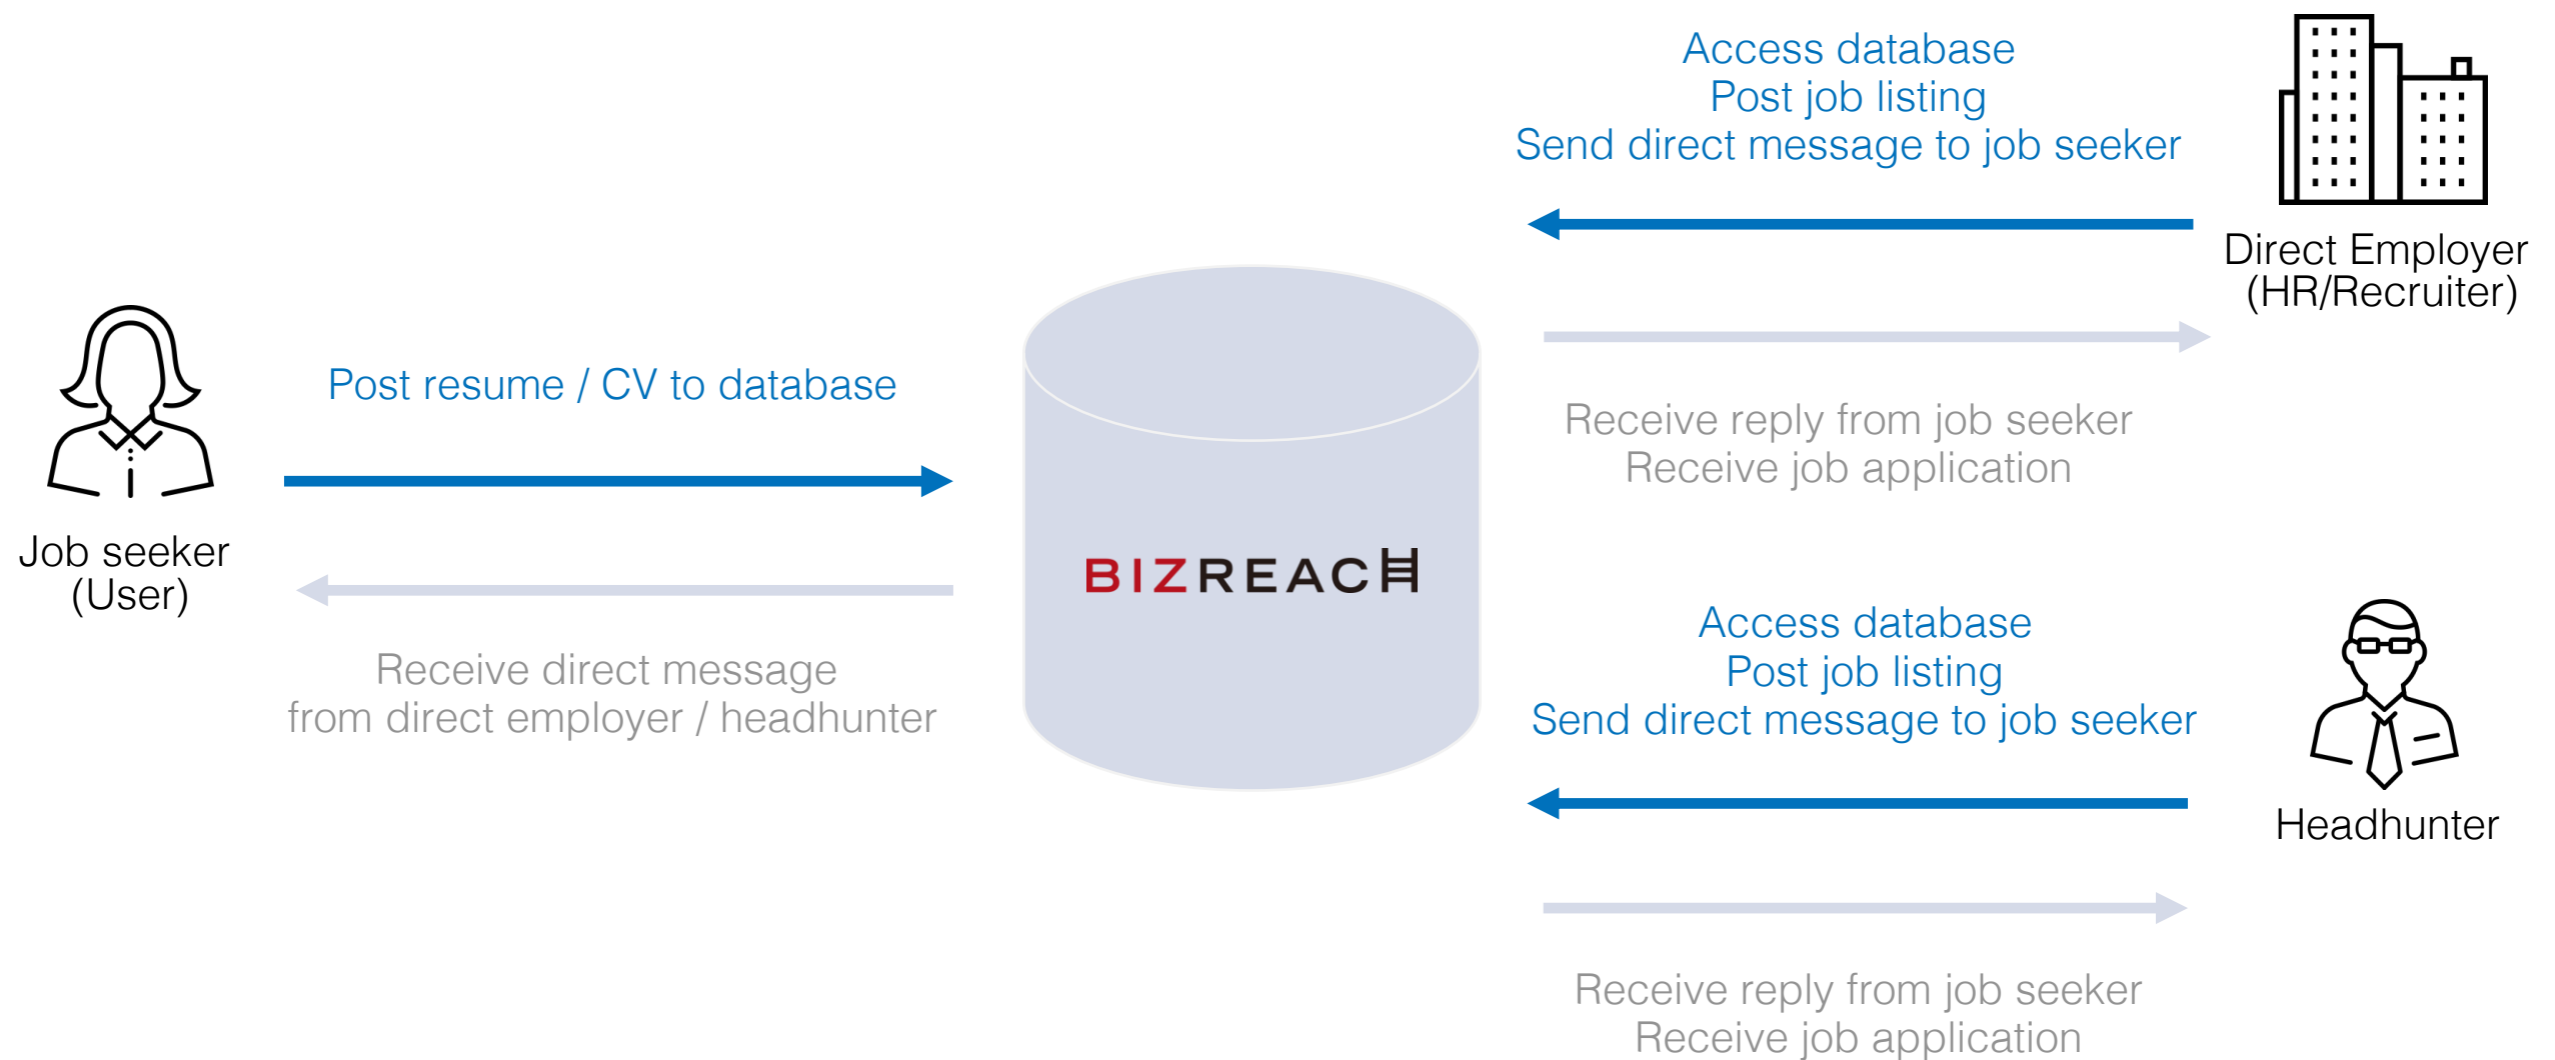 Job seeker
(User)
Post resume / CV to database
Receive direct message
from direct employer / headhunter
BIZREACH
Access database
Post job listing
Send direct message to job seeker
Direct Employer
(HR/Recruiter)
Receive reply from job seeker
Receive job application
Access database
Post job listing
Send direct message to job seeker
Headhunter
Receive reply from job seeker
Receive job application